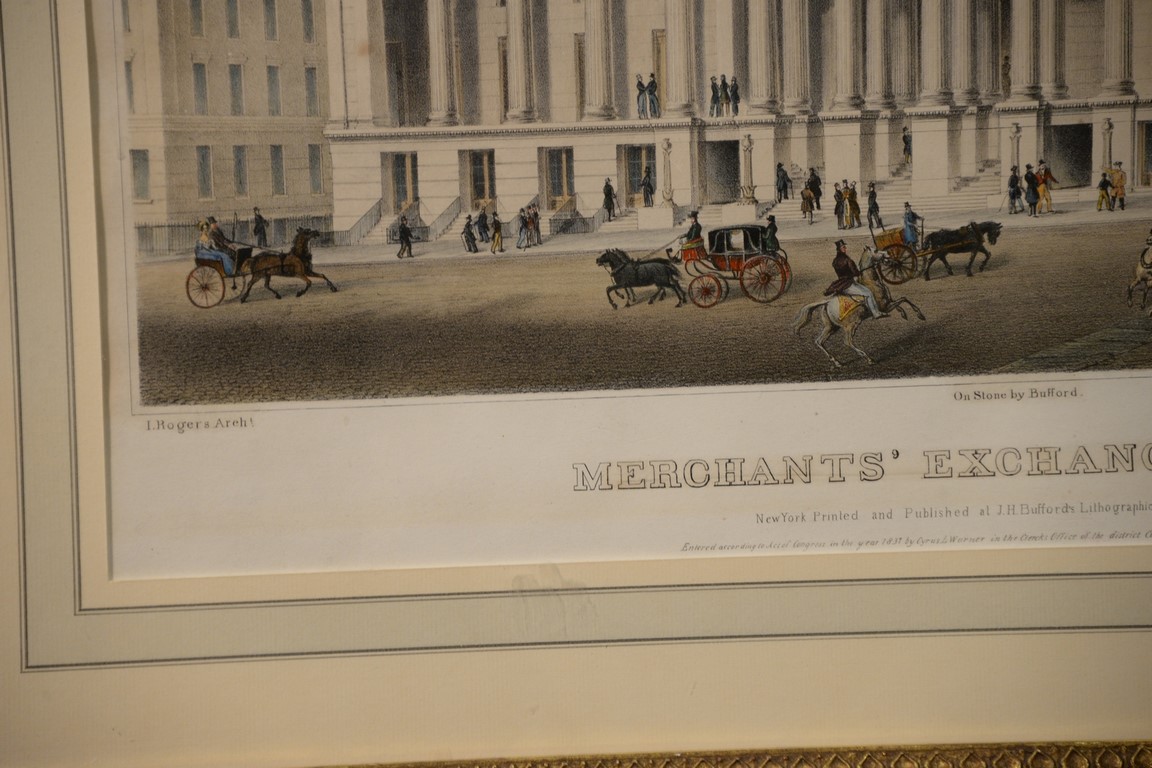 I. Rogers Archt
On Stone by Bufford.
MERCHANTS' EXCHANG
New York Printed and Published at J.H. Bufford's Lithographic
Entered according to Act of Congress in the year 1837 by Cyrus L. Warner in the Clerk's Office of the district C